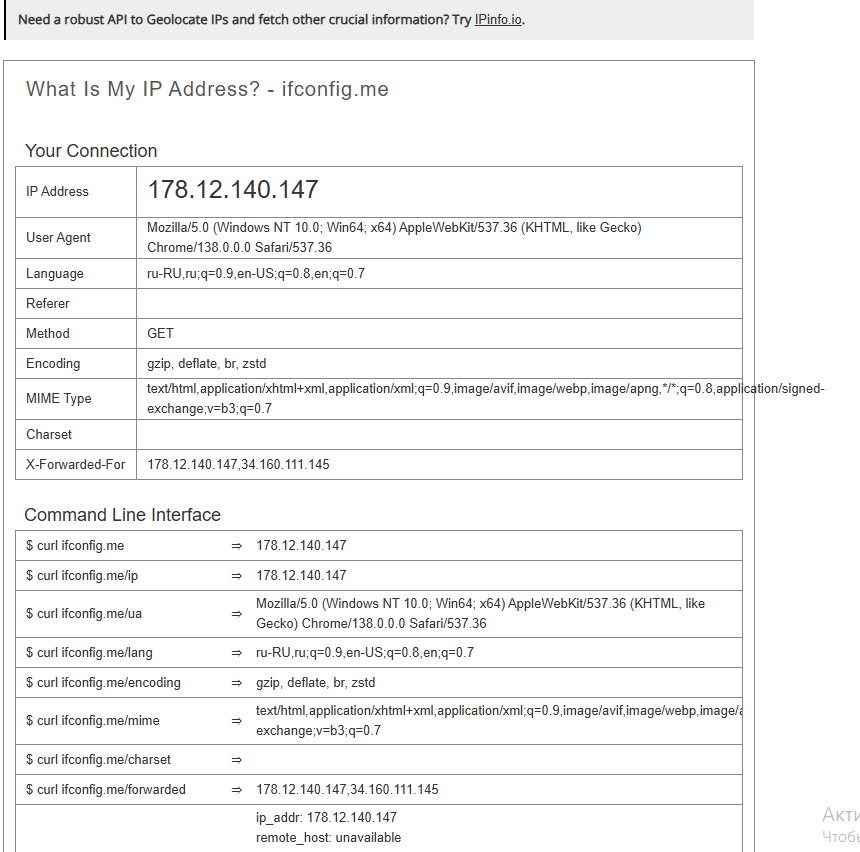 Need a robust API to Geolocate IPs and fetch other crucial information? Try IPinfo.io.
What Is My IP Address? - ifconfig.me
Your Connection
IP Address 178.12.140.147
User Agent Mozilla/5.0 (Windows NT 10.0; Win64; x64) AppleWebKit/537.36 (KHTML, like Gecko)
Chrome/138.0.0.0 Safari/537.36
Language ru-RU,ru;q=0.9,en-US;q=0.8,en;q=0.7
Referer
Method GET
Encoding gzip, deflate, br, zstd
MIME Type text/html,application/xhtml+xml,application/xml;q=0.9,image/avif,image/webp,image/apng,*/*;q=0.8,application/signed-
exchange;v=b3;q=0.7
Charset
X-Forwarded-For 178.12.140.147,34.160.111.145
Command Line Interface
$ curl ifconfig.me ⇒ 178.12.140.147
$ curl ifconfig.me/ip ⇒ 178.12.140.147
$ curl ifconfig.me/ua ⇒ Mozilla/5.0 (Windows NT 10.0; Win64; x64) AppleWebKit/537.36 (KHTML, like
Gecko) Chrome/138.0.0.0 Safari/537.36
$ curl ifconfig.me/lang ⇒ ru-RU,ru;q=0.9,en-US;q=0.8,en;q=0.7
$ curl ifconfig.me/encoding ⇒ gzip, deflate, br, zstd
$ curl ifconfig.me/mime ⇒ text/html,application/xhtml+xml,application/xml;q=0.9,image/avif,image/webp,image/
exchange;v=b3;q=0.7
$ curl ifconfig.me/charset ⇒
$ curl ifconfig.me/forwarded ⇒ 178.12.140.147,34.160.111.145
ip_addr: 178.12.140.147
remote_host: unavailable